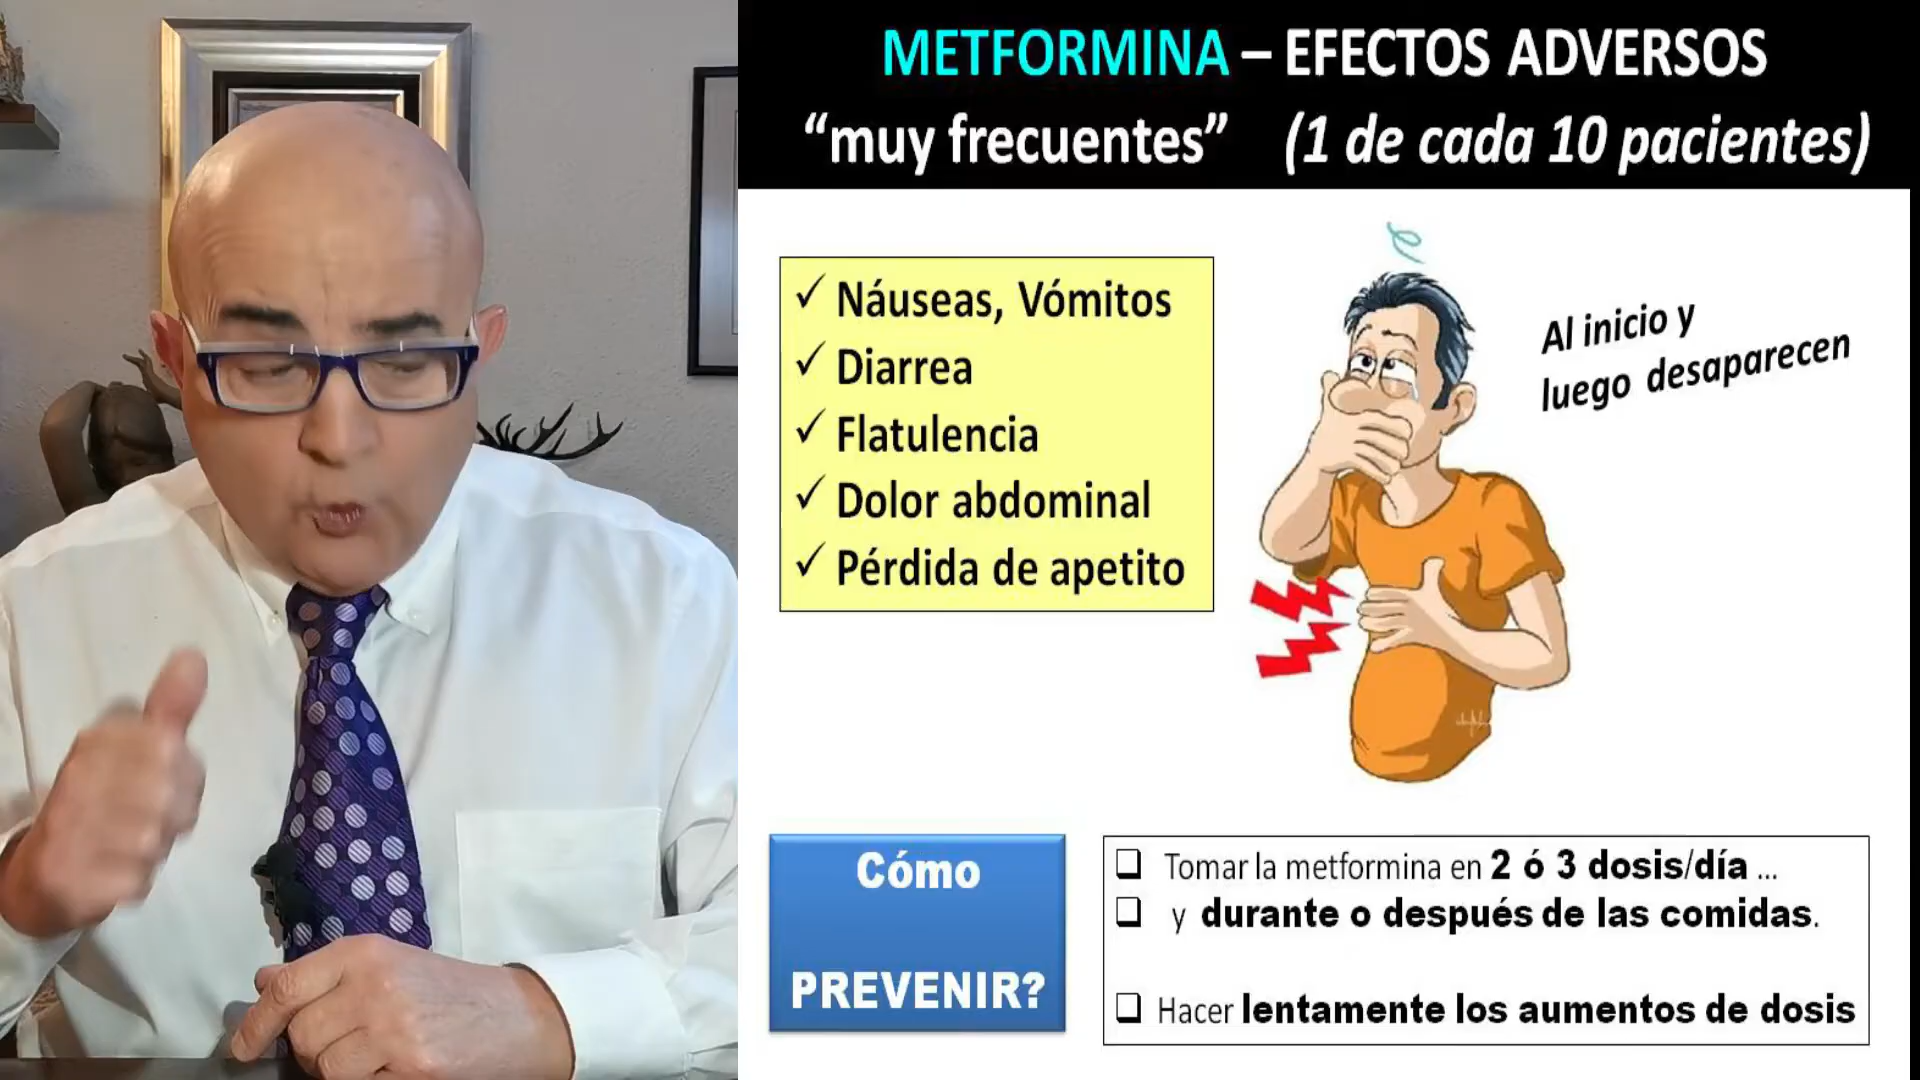 METFORMINA – EFECTOS ADVERSOS
“muy frecuentes” (1 de cada 10 pacientes)
✓ Náuseas, Vómitos
✓ Diarrea
✓ Flatulencia
✓ Dolor abdominal
✓ Pérdida de apetito
Al inicio y
luego desaparecen
Cómo
PREVENIR?
❑ Tomar la metformina en 2 ó 3 dosis/día ...
❑ y durante o después de las comidas.
❑ Hacer lentamente los aumentos de dosis